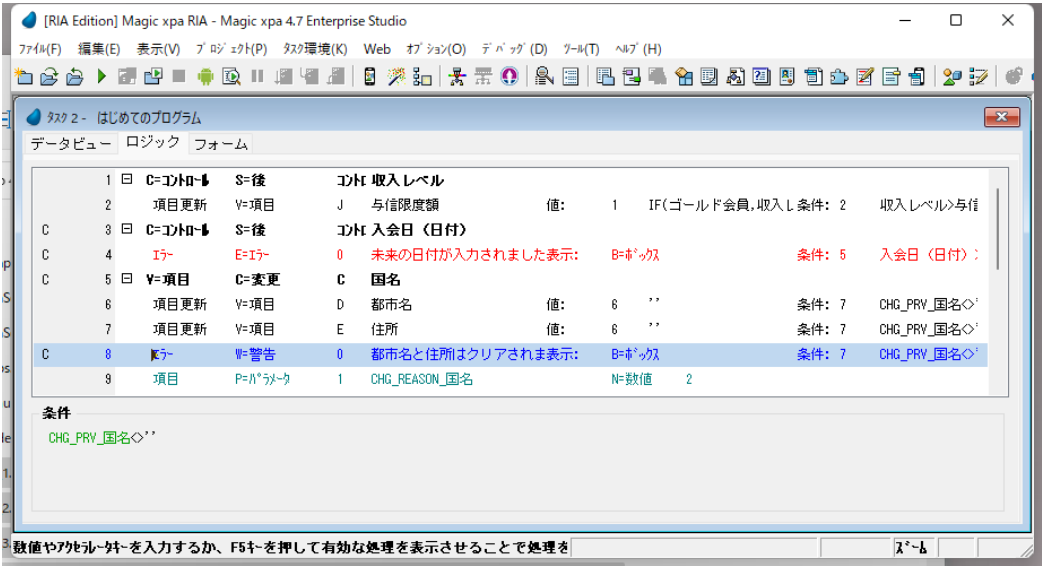 [RIA Edition] Magic xpa RIA - Magic xpa 4.7 Enterprise Studio
ファイル(F) 編集(E) 表示(V) プロジェクト(P) タスク環境(K) Web オプション(O) デバッグ(D) ツール(T) ヘルプ(H)
タスク 2 - はじめてのプログラム
データビュー ロジック フォーム
1 C=コントロール S=後 コント 収入レベル
2 項目更新 V=項目 J 与信限度額 値: 1 IF(ゴールド会員,収入レ 条件: 2 収入レベル>与信
C 3 C=コントロール S=後 コント 入会日（日付）
C 4 エラー E=エラー 0 未来の日付が入力されました 表示: B=ボックス 条件: 5 入会日（日付）>
C 5 V=項目 C=変更 C 国名
6 項目更新 V=項目 D 都市名 値: 6 '' 条件: 7 CHG_PRV_国名<>'
7 項目更新 V=項目 E 住所 値: 6 '' 条件: 7 CHG_PRV_国名<>'
C 8 エラー W=警告 0 都市名と住所はクリアされま 表示: B=ボックス 条件: 7 CHG_PRV_国名<>'
9 項目 P=パラメータ 1 CHG_REASON_国名 N=数値 2
条件
CHG_PRV_国名<>''
数値やアクセラレータキーを入力するか、F5キーを押して有効な処理を表示させることで処理を
ズーム